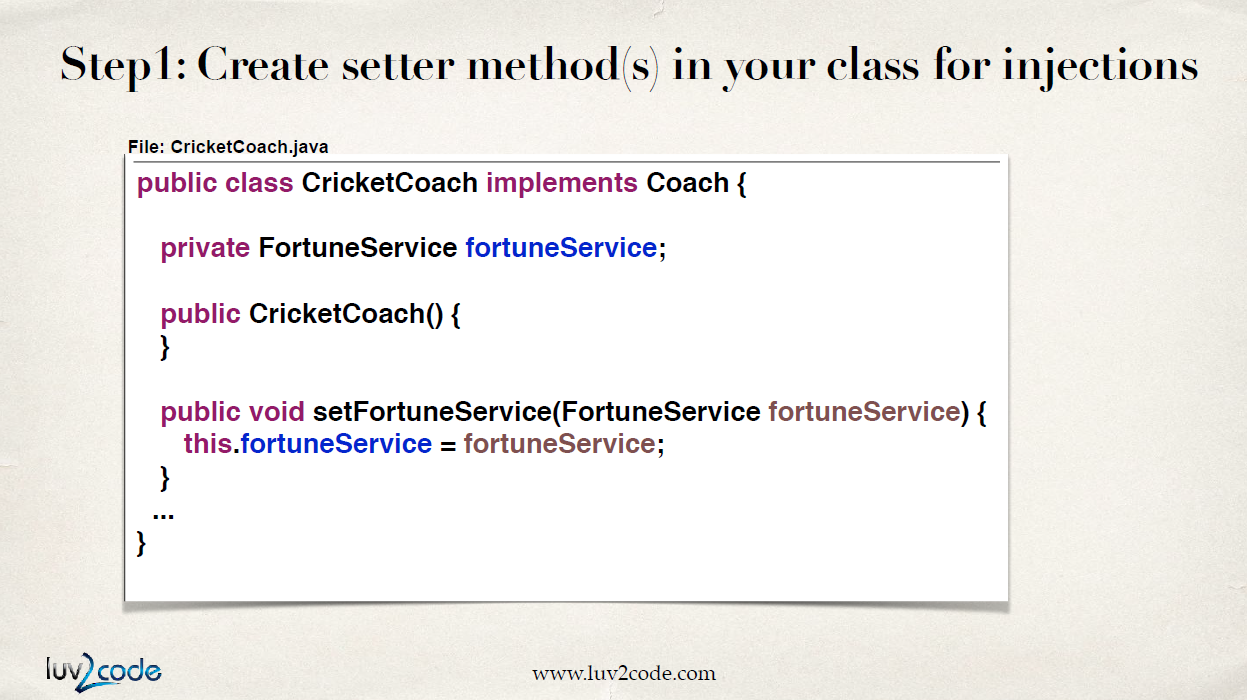 Step1: Create setter method(s) in your class for injections
File: CricketCoach.java
public class CricketCoach implements Coach {
private FortuneService fortuneService;
public CricketCoach() {
}
public void setFortuneService(FortuneService fortuneService) {
this.fortuneService = fortuneService;
}
...
}
luv2code
www.luv2code.com